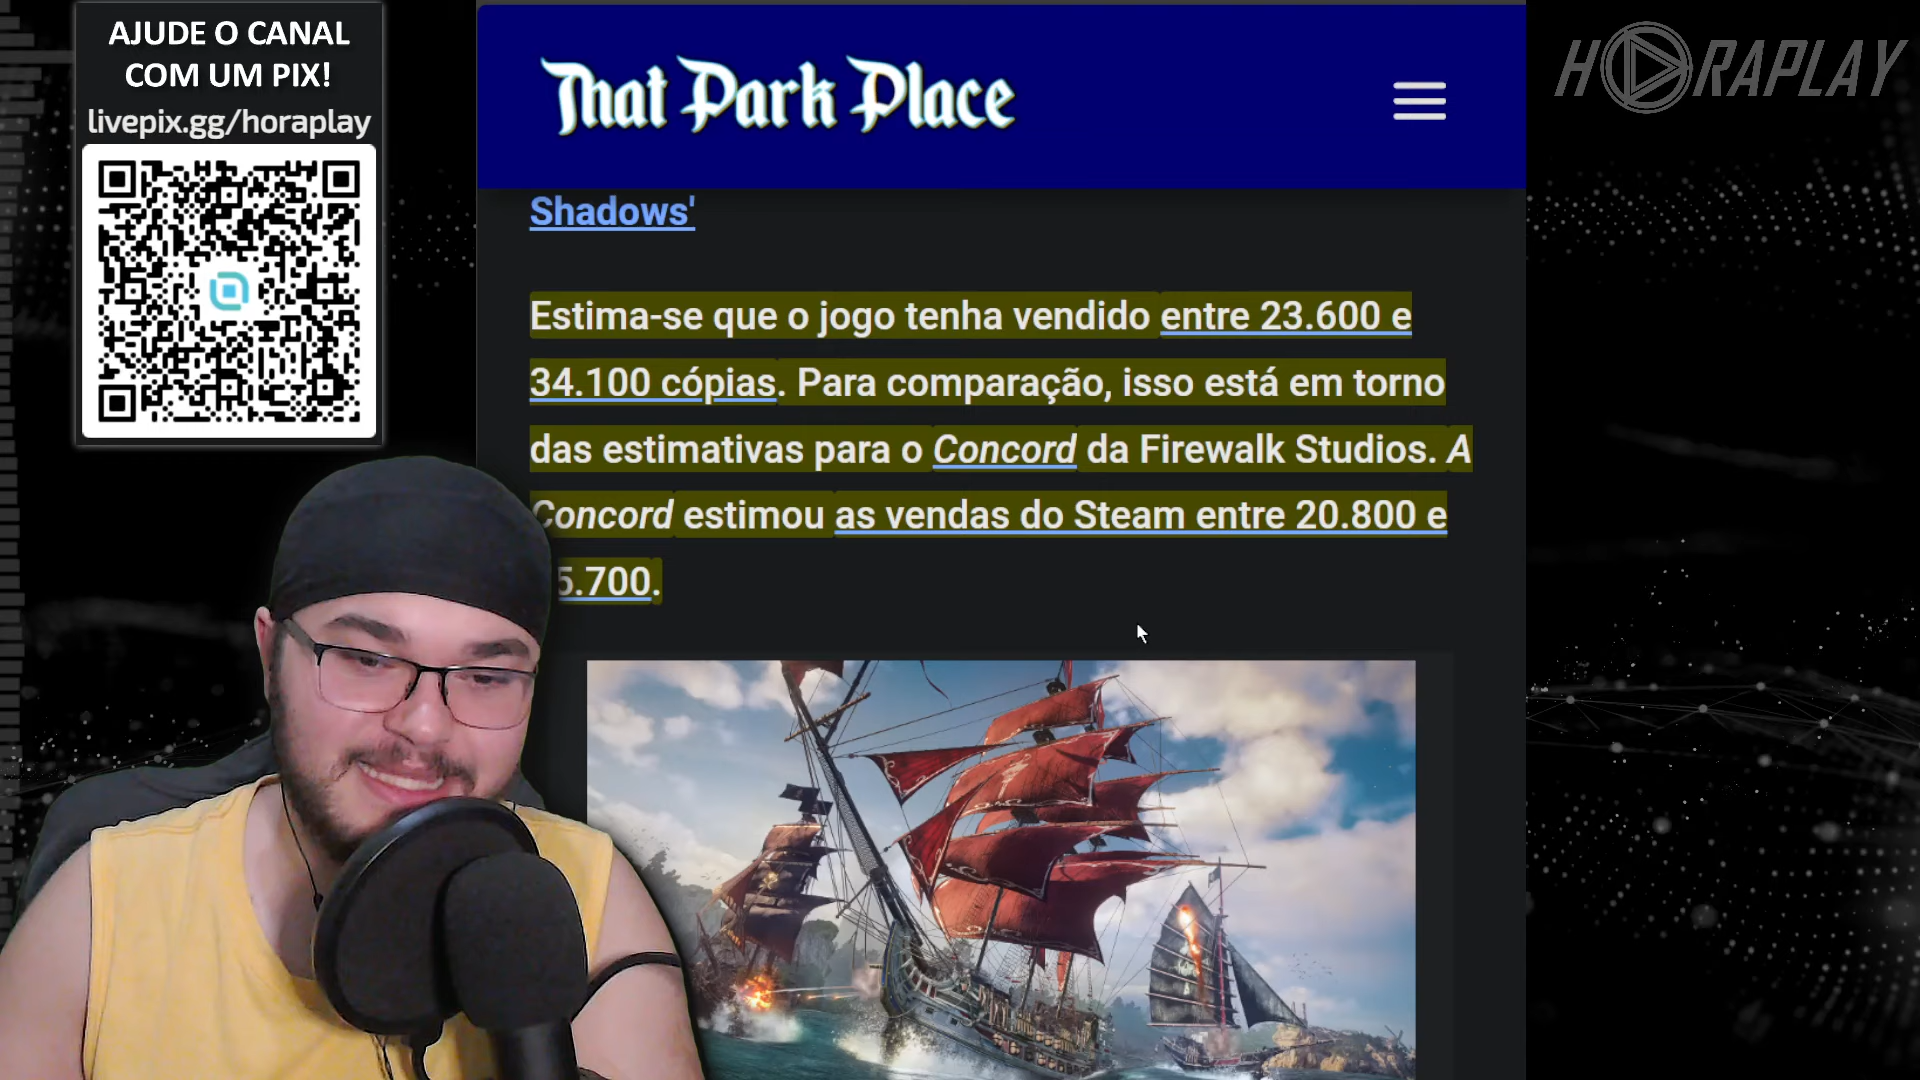 AJUDE O CANAL
COM UM PIX!
livepix.gg/horaplay
That Park Place
HORAPLAY
Shadows'
Estima-se que o jogo tenha vendido entre 23.600 e
34.100 cópias. Para comparação, isso está em torno
das estimativas para o Concord da Firewalk Studios. A
Concord estimou as vendas do Steam entre 20.800 e
5.700.